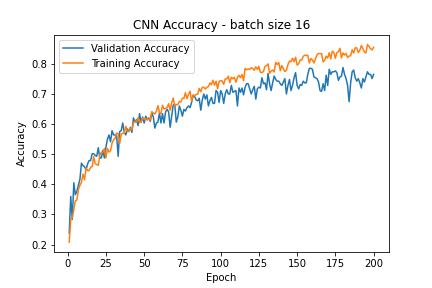 CNN Accuracy - batch size 16
Validation Accuracy
Training Accuracy
Accuracy
0.8
0.7
0.6
0.5
0.4
0.3
0.2
0 25 50 75 100 125 150 175 200
Epoch